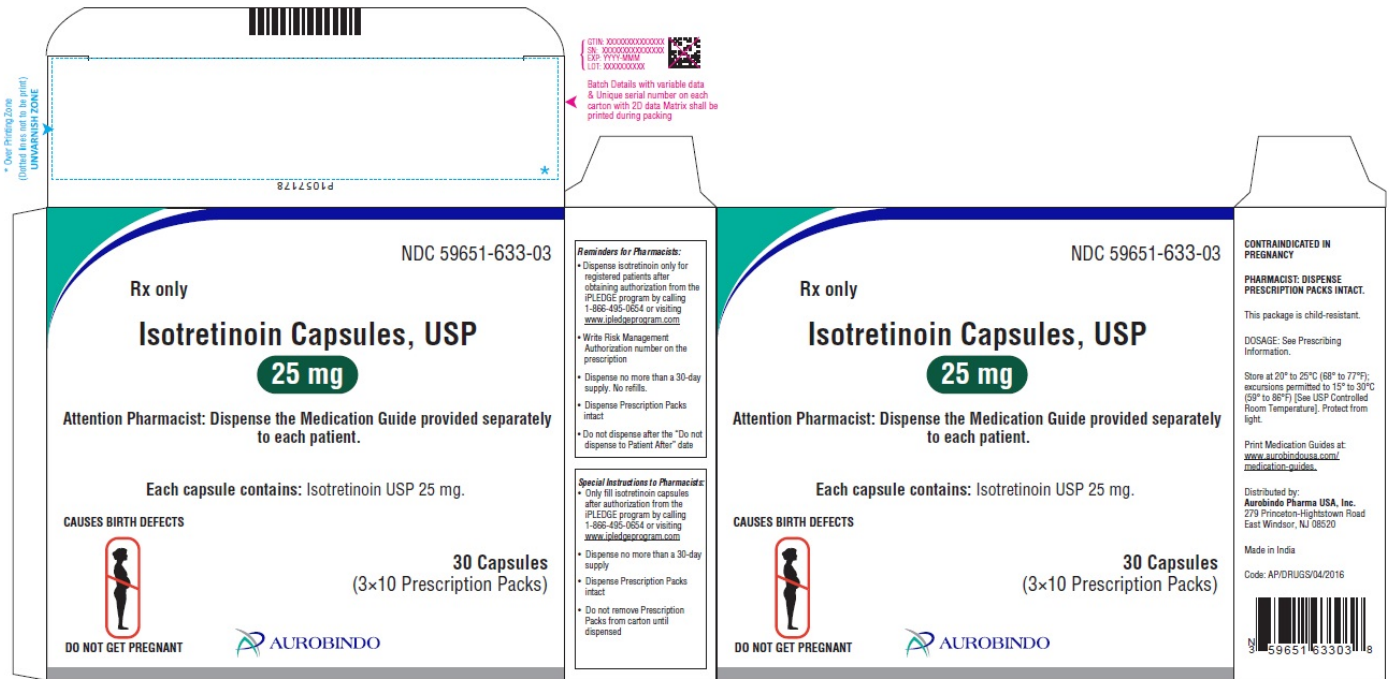 * Over Printing Zone
(Dotted lines not to be print)
UNVARNISH ZONE
*
P1057178
GTIN: XXXXXXXXXXXXXX
SN: XXXXXXXXXXXXXXX
EXP: YYYY-MMM
LOT: XXXXXXXXXX
Batch Details with variable data
& Unique serial number on each
carton with 2D data Matrix shall be
printed during packing
NDC 59651-633-03
Rx only
Isotretinoin Capsules, USP
25 mg
Attention Pharmacist: Dispense the Medication Guide provided separately
to each patient.
Each capsule contains: Isotretinoin USP 25 mg.
CAUSES BIRTH DEFECTS
30 Capsules
(3×10 Prescription Packs)
DO NOT GET PREGNANT
AUROBINDO
Reminders for Pharmacists:
• Dispense isotretinoin only for
registered patients after
obtaining authorization from the
iPLEDGE program by calling
1-866-495-0654 or visiting
www.ipledgeprogram.com
• Write Risk Management
Authorization number on the
prescription
• Dispense no more than a 30-day
supply. No refills.
• Dispense Prescription Packs
intact
• Do not dispense after the "Do not
dispense to Patient After" date
Special Instructions to Pharmacists:
• Only fill isotretinoin capsules
after authorization from the
iPLEDGE program by calling
1-866-495-0654 or visiting
www.ipledgeprogram.com
• Dispense no more than a 30-day
supply
• Dispense Prescription Packs
intact
• Do not remove Prescription
Packs from carton until
dispensed
NDC 59651-633-03
Rx only
Isotretinoin Capsules, USP
25 mg
Attention Pharmacist: Dispense the Medication Guide provided separately
to each patient.
Each capsule contains: Isotretinoin USP 25 mg.
CAUSES BIRTH DEFECTS
30 Capsules
(3×10 Prescription Packs)
DO NOT GET PREGNANT
AUROBINDO
CONTRAINDICATED IN
PREGNANCY
PHARMACIST: DISPENSE
PRESCRIPTION PACKS INTACT.
This package is child-resistant.
DOSAGE: See Prescribing
Information.
Store at 20° to 25°C (68° to 77°F);
excursions permitted to 15° to 30°C
(59° to 86°F) [See USP Controlled
Room Temperature]. Protect from
light.
Print Medication Guides at:
www.aurobindousa.com/
medication-guides.
Distributed by:
Aurobindo Pharma USA, Inc.
279 Princeton-Hightstown Road
East Windsor, NJ 08520
Made in India
Code: AP/DRUGS/04/2016
N
3 59651 63303 8